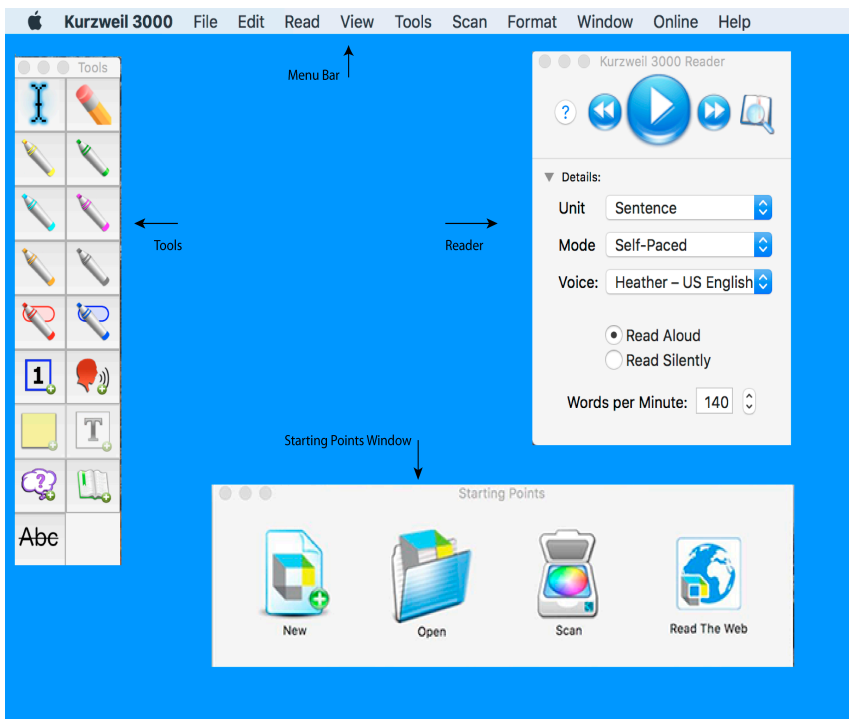 Kurzweil 3000 File Edit Read View Tools Scan Format Window Online Help
Menu Bar
Tools
1
T
?
Abc
Tools
Reader
Kurzweil 3000 Reader
?
Details:
Unit Sentence
Mode Self-Paced
Voice: Heather – US English
Read Aloud
Read Silently
Words per Minute: 140
Starting Points Window
Starting Points
New Open Scan Read The Web